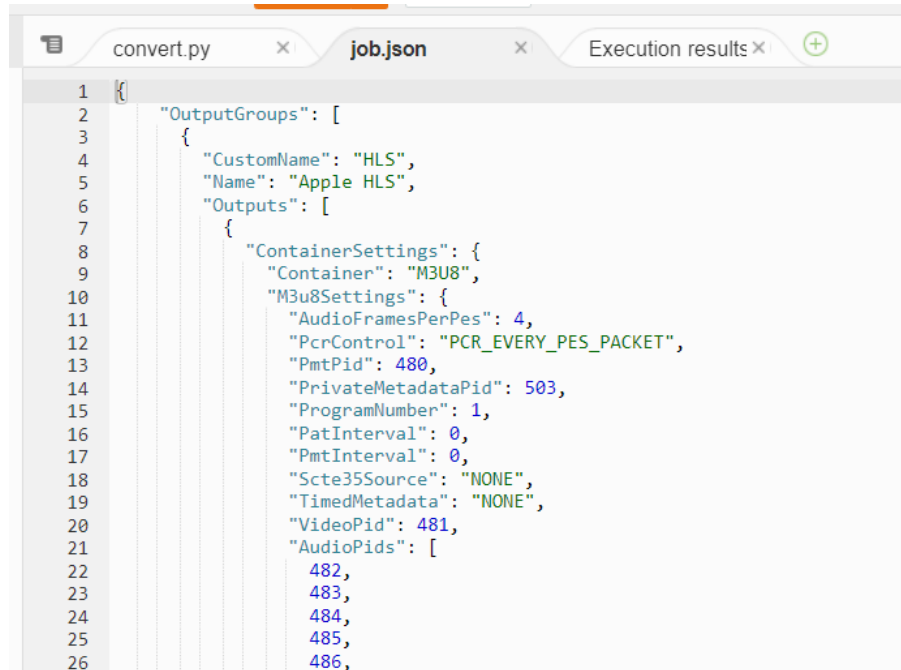 convert.py × job.json × Execution results ×
1 {
2 "OutputGroups": [
3 {
4 "CustomName": "HLS",
5 "Name": "Apple HLS",
6 "Outputs": [
7 {
8 "ContainerSettings": {
9 "Container": "M3U8",
10 "M3u8Settings": {
11 "AudioFramesPerPes": 4,
12 "PcrControl": "PCR_EVERY_PES_PACKET",
13 "PmtPid": 480,
14 "PrivateMetadataPid": 503,
15 "ProgramNumber": 1,
16 "PatInterval": 0,
17 "PmtInterval": 0,
18 "Scte35Source": "NONE",
19 "TimedMetadata": "NONE",
20 "VideoPid": 481,
21 "AudioPids": [
22 482,
23 483,
24 484,
25 485,
26 486,